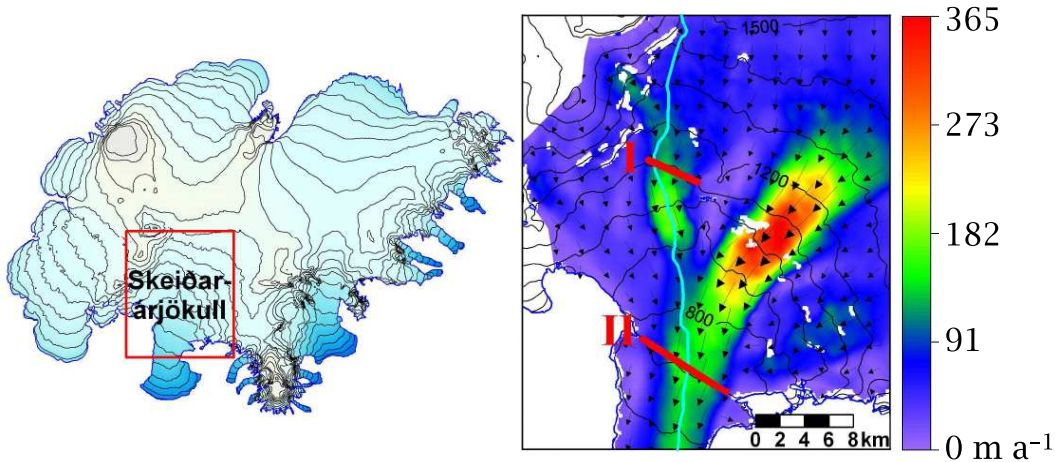 Skeiðar-
árjökull
1500
I
1200
800
II
0 2 4 6 8 km
365
273
182
91
0 m a⁻¹